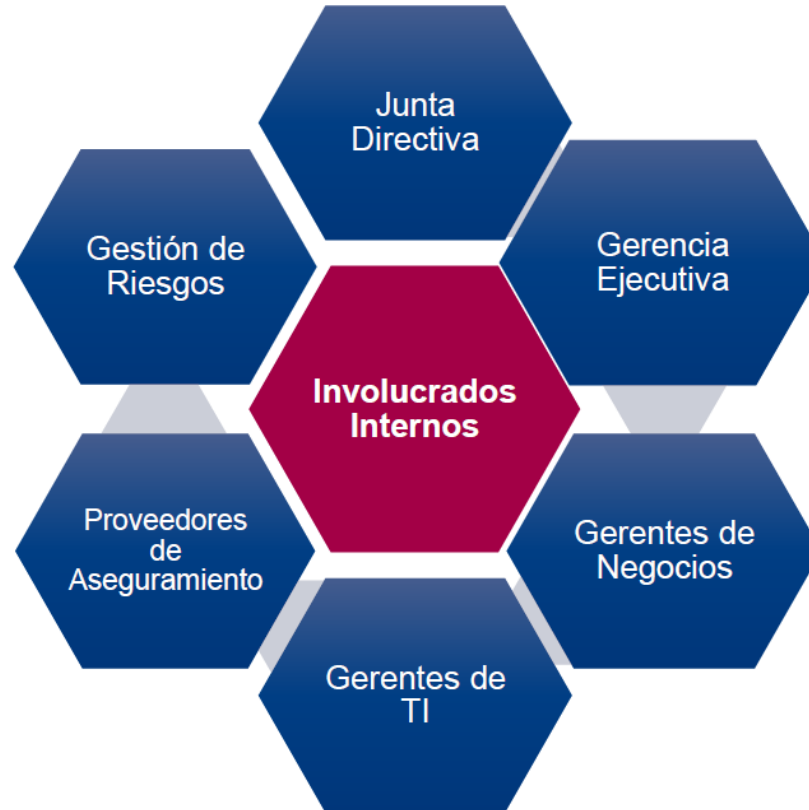 Junta
Directiva
Gerencia
Ejecutiva
Gestión de
Riesgos
Involucrados
Internos
Gerentes de
Negocios
Proveedores
de
Aseguramiento
Gerentes de
TI